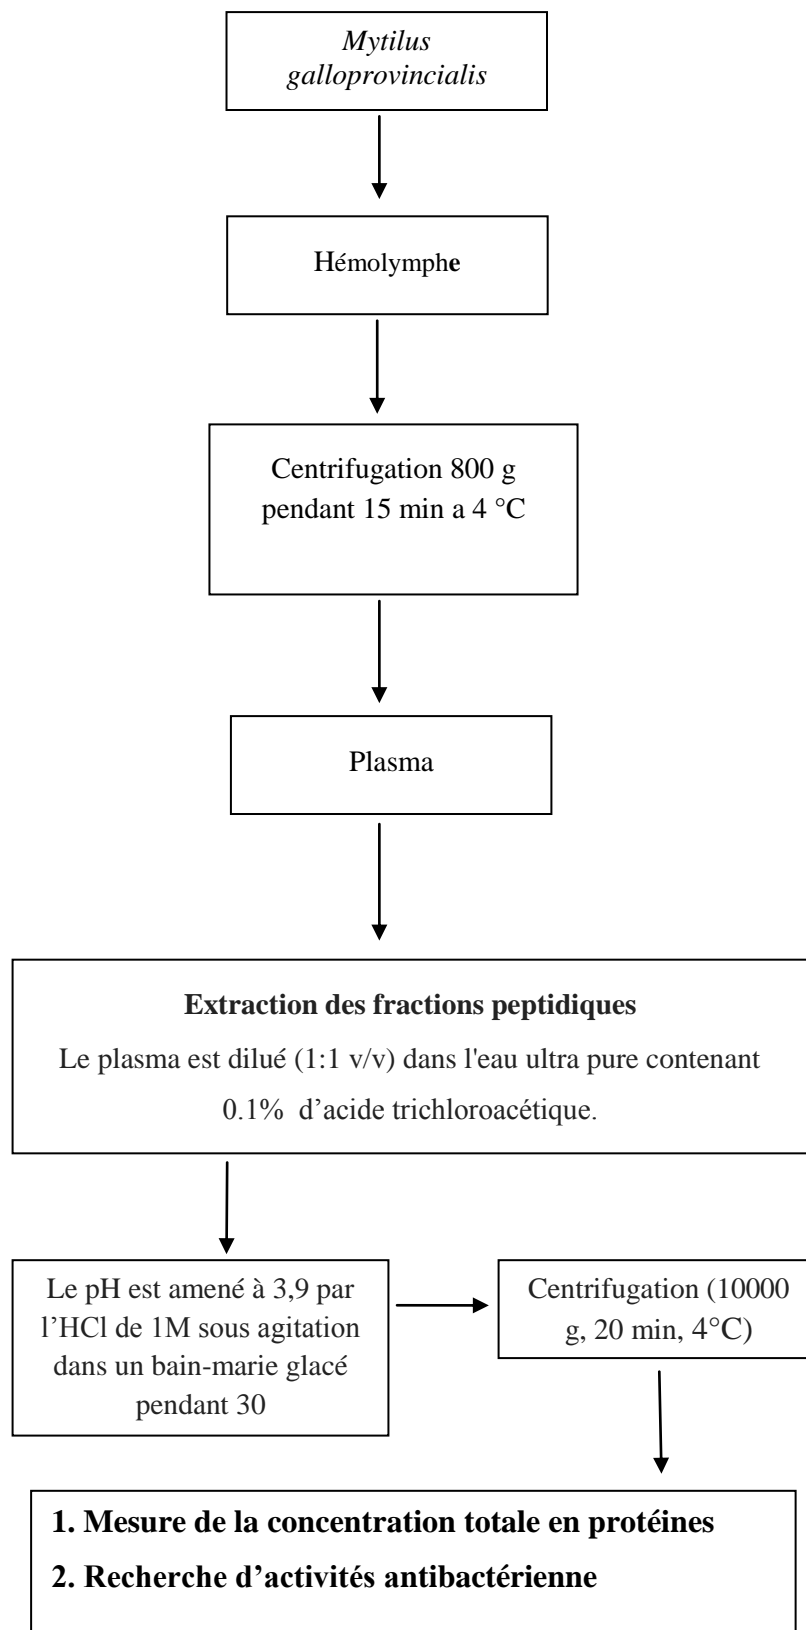 Mytilus
galloprovincialis
Hémolymphe
Centrifugation 800 g
pendant 15 min a 4 °C
Plasma
Extraction des fractions peptidiques
Le plasma est dilué (1:1 v/v) dans l'eau ultra pure contenant
0.1% d’acide trichloroacétique.
Le pH est amené à 3,9 par
l’HCl de 1M sous agitation
dans un bain-marie glacé
pendant 30
Centrifugation (10000
g, 20 min, 4°C)
1. Mesure de la concentration totale en protéines
2. Recherche d’activités antibactérienne